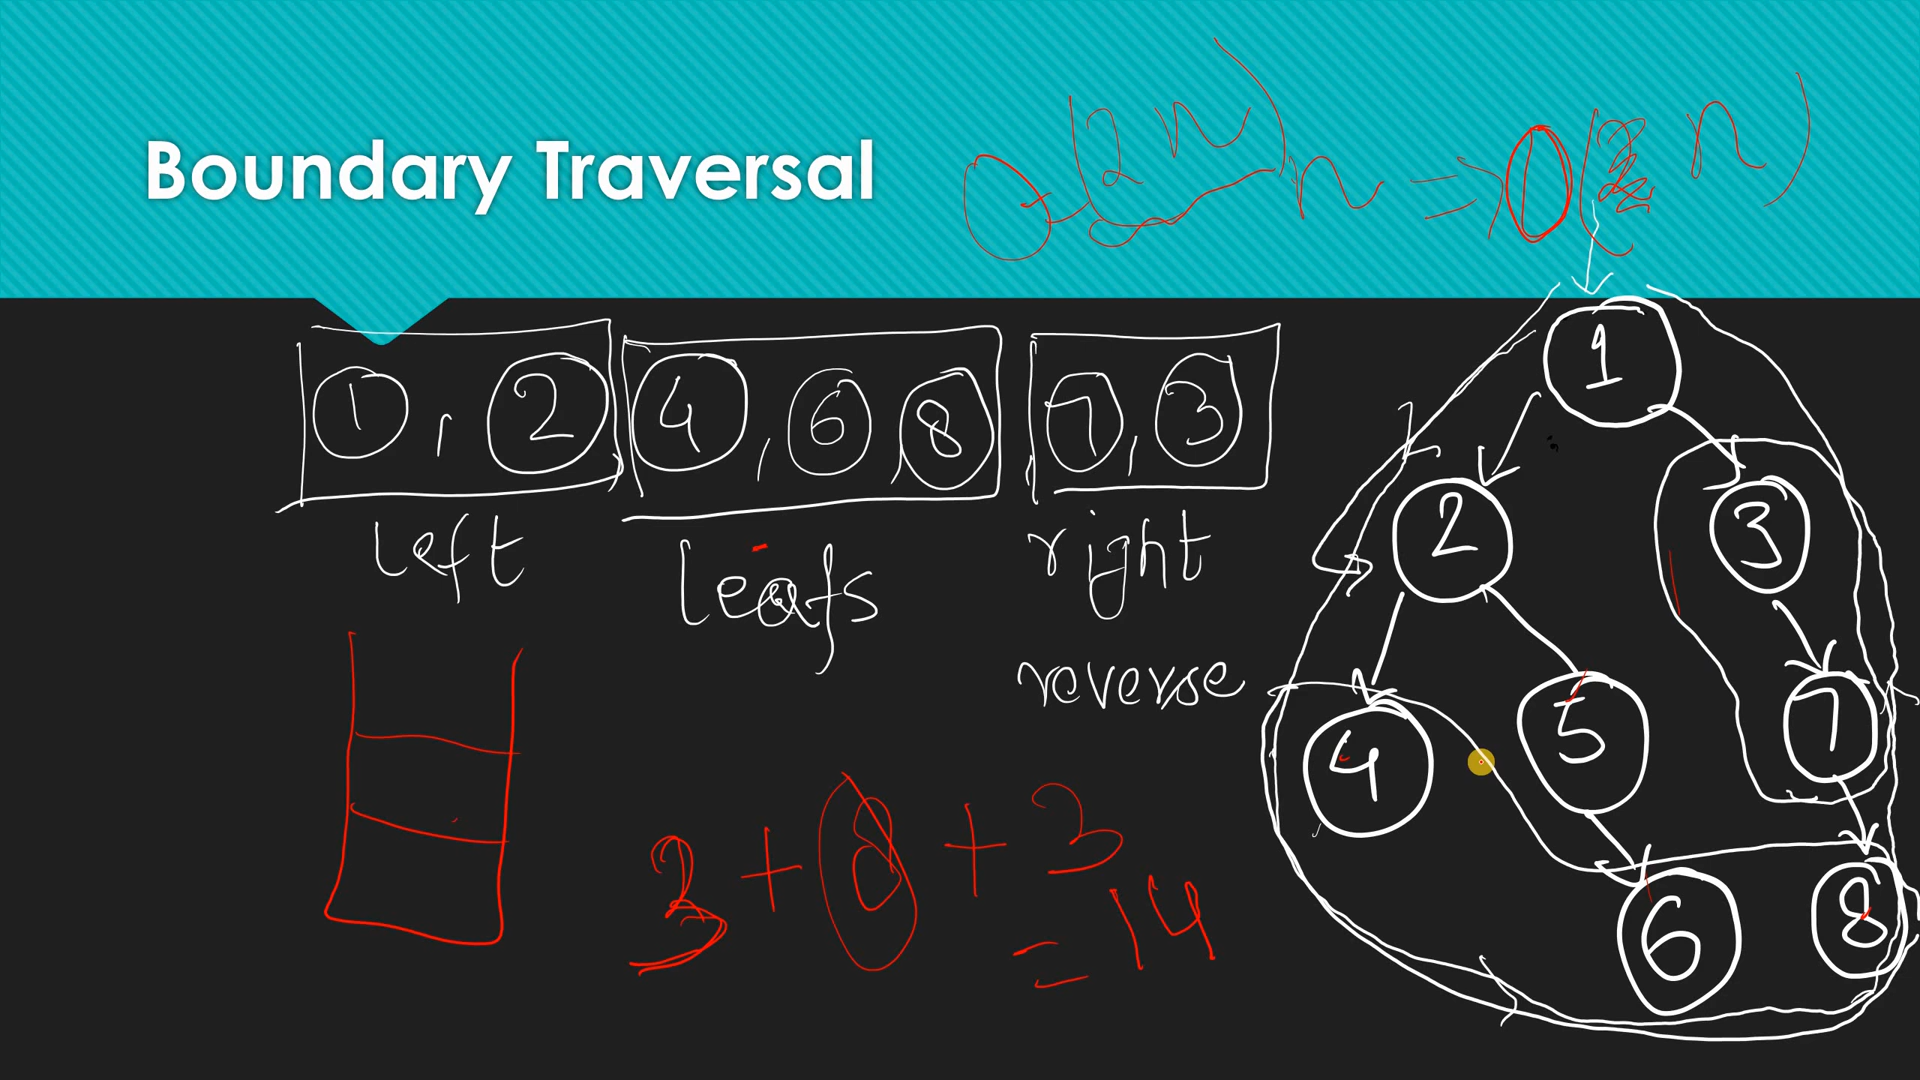 Boundary Traversal
O(2n) n => O(n)
1, 2 4, 6, 8 7, 3
left leafs right
reverse
3 + 8 + 3
= 14
1
2 3
4 5 7
6 8